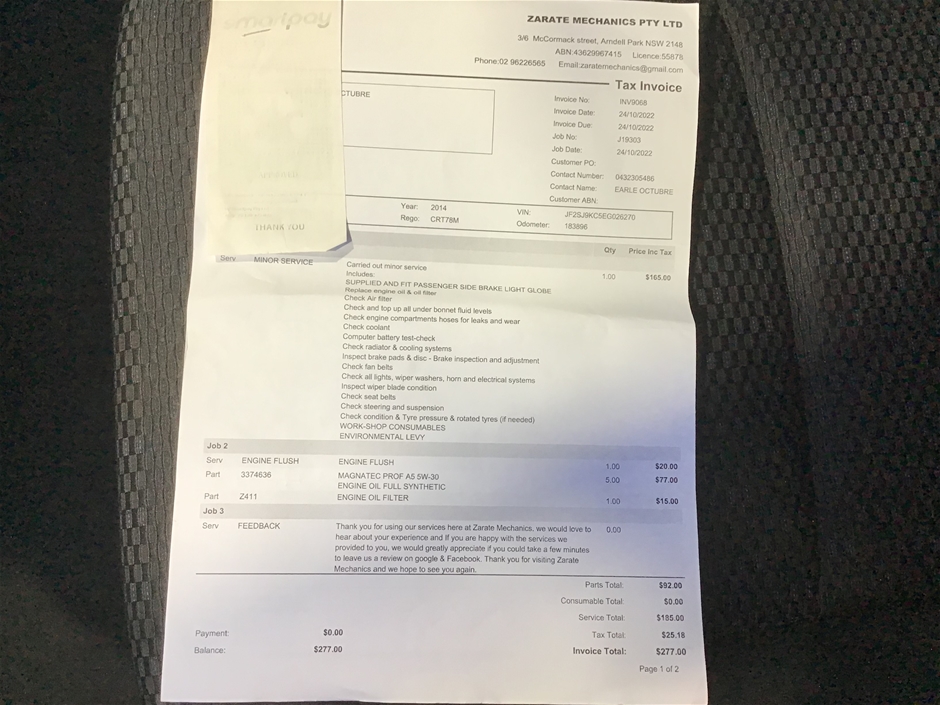 smartpay
THANK YOU
ZARATE MECHANICS PTY LTD
3/6 McCormack street, Arndell Park NSW 2148
ABN:43629967415 Licence:55878
Phone:02 96226565 Email:zaratemechanics@gmail.com
Tax Invoice
CTUBRE
Invoice No: INV9068
Invoice Date: 24/10/2022
Invoice Due: 24/10/2022
Job No: J19303
Job Date: 24/10/2022
Customer PO:
Contact Number: 0432305486
Contact Name: EARLE OCTUBRE
Customer ABN:
Year: 2014 VIN: JF2SJ9KC5EG026270
Rego: CRT78M Odometer: 183896
Qty Price Inc Tax
Serv MINOR SERVICE Carried out minor service 1.00 $165.00
Includes:
SUPPLIED AND FIT PASSENGER SIDE BRAKE LIGHT GLOBE
Replace engine oil & oil filter
Check Air filter
Check and top up all under bonnet fluid levels
Check engine compartments hoses for leaks and wear
Check coolant
Computer battery test-check
Check radiator & cooling systems
Inspect brake pads & disc - Brake inspection and adjustment
Check fan belts
Check all lights, wiper washers, horn and electrical systems
Inspect wiper blade condition
Check seat belts
Check steering and suspension
Check condition & Tyre pressure & rotated tyres (if needed)
WORK-SHOP CONSUMABLES
ENVIRONMENTAL LEVY
Job 2
Serv ENGINE FLUSH ENGINE FLUSH 1.00 $20.00
Part 3374636 MAGNATEC PROF A5 5W-30 5.00 $77.00
ENGINE OIL FULL SYNTHETIC
Part Z411 ENGINE OIL FILTER 1.00 $15.00
Job 3
Serv FEEDBACK Thank you for using our services here at Zarate Mechanics. we would love to 0.00
hear about your experience and If you are happy with the services we
provided to you, we would greatly appreciate if you could take a few minutes
to leave us a review on google & Facebook. Thank you for visiting Zarate
Mechanics and we hope to see you again.
Parts Total: $92.00
Consumable Total: $0.00
Service Total: $185.00
Payment: $0.00 Tax Total: $25.18
Balance: $277.00 Invoice Total: $277.00
Page 1 of 2